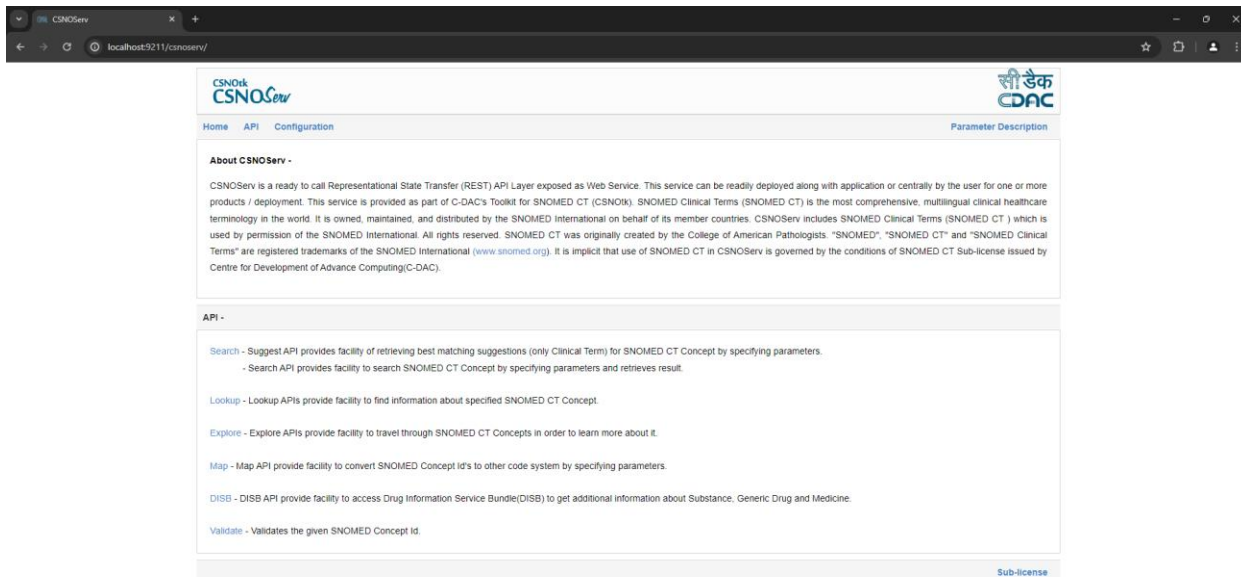 CSNOServ
localhost:9211/csnoserv/
CSNOtk
CSNOServ
सी डैक
CDAC
Home API Configuration Parameter Description
About CSNOServ -
CSNOServ is a ready to call Representational State Transfer (REST) API Layer exposed as Web Service. This service can be readily deployed along with application or centrally by the user for one or more
products / deployment. This service is provided as part of C-DAC's Toolkit for SNOMED CT (CSNOtk). SNOMED Clinical Terms (SNOMED CT) is the most comprehensive, multilingual clinical healthcare
terminology in the world. It is owned, maintained, and distributed by the SNOMED International on behalf of its member countries. CSNOServ includes SNOMED Clinical Terms (SNOMED CT ) which is
used by permission of the SNOMED International. All rights reserved. SNOMED CT was originally created by the College of American Pathologists. "SNOMED", "SNOMED CT" and "SNOMED Clinical
Terms" are registered trademarks of the SNOMED International (www.snomed.org). It is implicit that use of SNOMED CT in CSNOServ is governed by the conditions of SNOMED CT Sub-license issued by
Centre for Development of Advance Computing(C-DAC).
API -
Search - Suggest API provides facility of retrieving best matching suggestions (only Clinical Term) for SNOMED CT Concept by specifying parameters.
- Search API provides facility to search SNOMED CT Concept by specifying parameters and retrieves result.
Lookup - Lookup APIs provide facility to find information about specified SNOMED CT Concept.
Explore - Explore APIs provide facility to travel through SNOMED CT Concepts in order to learn more about it.
Map - Map API provide facility to convert SNOMED Concept Id's to other code system by specifying parameters.
DISB - DISB API provide facility to access Drug Information Service Bundle(DISB) to get additional information about Substance, Generic Drug and Medicine.
Validate - Validates the given SNOMED Concept Id.
Sub-license